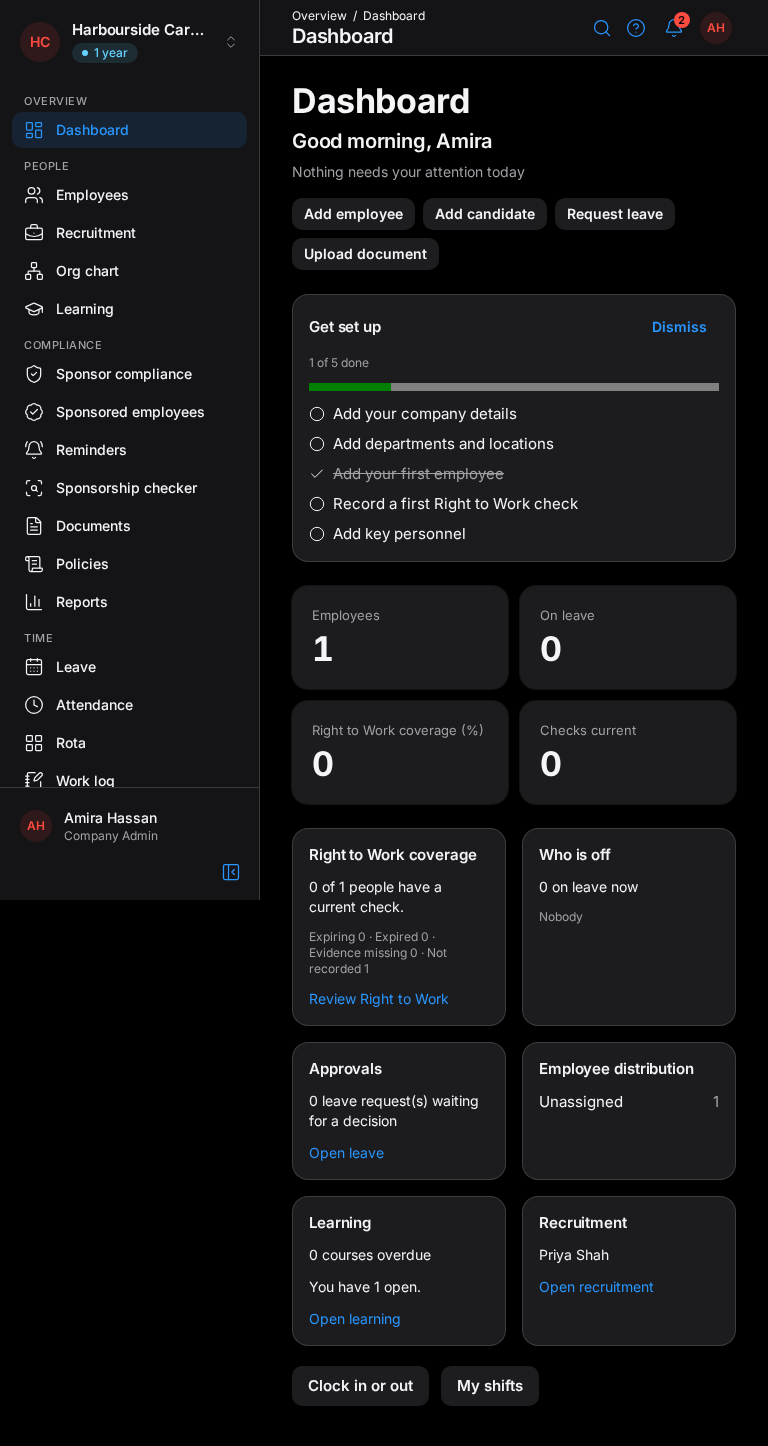 HC
Harbourside Car...
1 year
OVERVIEW
Dashboard
PEOPLE
Employees
Recruitment
Org chart
Learning
COMPLIANCE
Sponsor compliance
Sponsored employees
Reminders
Sponsorship checker
Documents
Policies
Reports
TIME
Leave
Attendance
Rota
Work log
AH
Amira Hassan
Company Admin
Overview / Dashboard
Dashboard
2
AH
Dashboard
Good morning, Amira
Nothing needs your attention today
Add employee Add candidate Request leave
Upload document
Get set up Dismiss
1 of 5 done
Add your company details
Add departments and locations
Add your first employee
Record a first Right to Work check
Add key personnel
Employees
1
On leave
0
Right to Work coverage (%)
0
Checks current
0
Right to Work coverage
0 of 1 people have a
current check.
Expiring 0 · Expired 0 ·
Evidence missing 0 · Not
recorded 1
Review Right to Work
Who is off
0 on leave now
Nobody
Approvals
0 leave request(s) waiting
for a decision
Open leave
Employee distribution
Unassigned 1
Learning
0 courses overdue
You have 1 open.
Open learning
Recruitment
Priya Shah
Open recruitment
Clock in or out My shifts